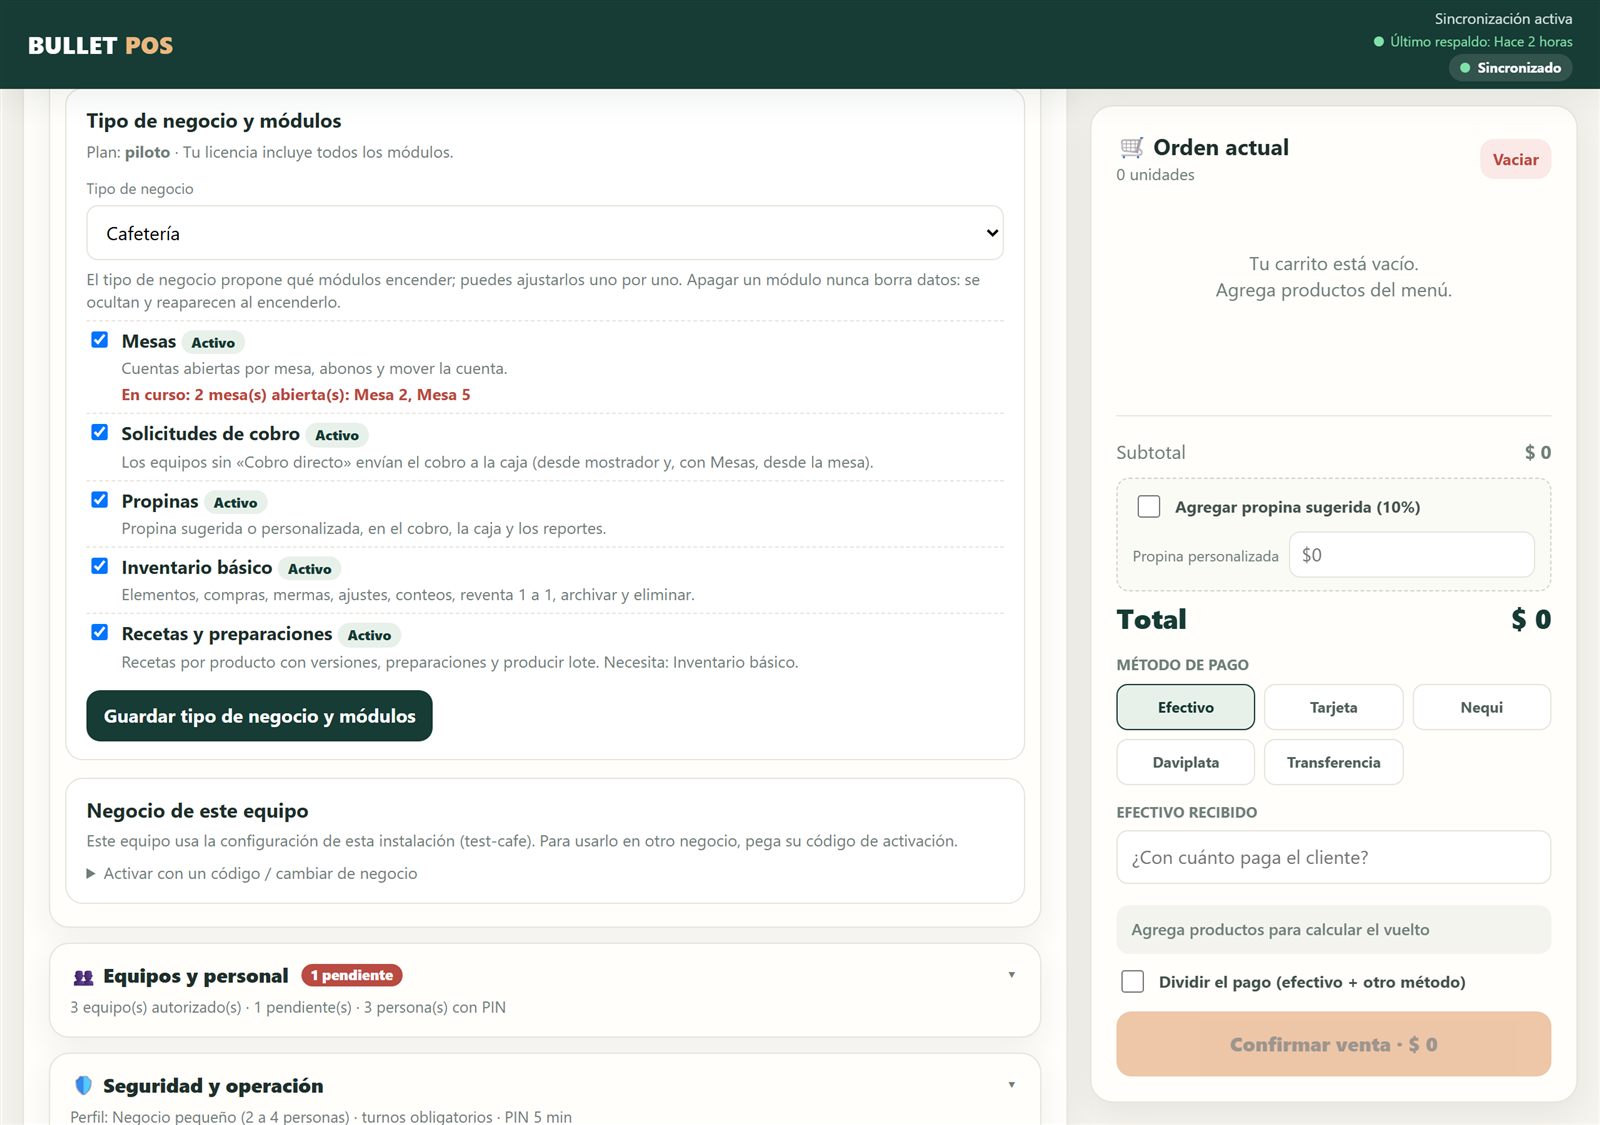 BULLET POS
Sincronización activa
Último respaldo: Hace 2 horas
Sincronizado
Tipo de negocio y módulos
Plan: piloto · Tu licencia incluye todos los módulos.
Tipo de negocio
Cafetería
El tipo de negocio propone qué módulos encender; puedes ajustarlos uno por uno. Apagar un módulo nunca borra datos: se
ocultan y reaparecen al encenderlo.
Mesas Activo
Cuentas abiertas por mesa, abonos y mover la cuenta.
En curso: 2 mesa(s) abierta(s): Mesa 2, Mesa 5
Solicitudes de cobro Activo
Los equipos sin «Cobro directo» envían el cobro a la caja (desde mostrador y, con Mesas, desde la mesa).
Propinas Activo
Propina sugerida o personalizada, en el cobro, la caja y los reportes.
Inventario básico Activo
Elementos, compras, mermas, ajustes, conteos, reventa 1 a 1, archivar y eliminar.
Recetas y preparaciones Activo
Recetas por producto con versiones, preparaciones y producir lote. Necesita: Inventario básico.
Guardar tipo de negocio y módulos
Negocio de este equipo
Este equipo usa la configuración de esta instalación (test-cafe). Para usarlo en otro negocio, pega su código de activación.
Activar con un código / cambiar de negocio
Equipos y personal 1 pendiente
3 equipo(s) autorizado(s) · 1 pendiente(s) · 3 persona(s) con PIN
Seguridad y operación
Perfil: Negocio pequeño (2 a 4 personas) · turnos obligatorios · PIN 5 min
Orden actual
0 unidades
Vaciar
Tu carrito está vacío.
Agrega productos del menú.
Subtotal $ 0
Agregar propina sugerida (10%)
Propina personalizada $0
Total $ 0
MÉTODO DE PAGO
Efectivo Tarjeta Nequi
Daviplata Transferencia
EFECTIVO RECIBIDO
¿Con cuánto paga el cliente?
Agrega productos para calcular el vuelto
Dividir el pago (efectivo + otro método)
Confirmar venta · $ 0